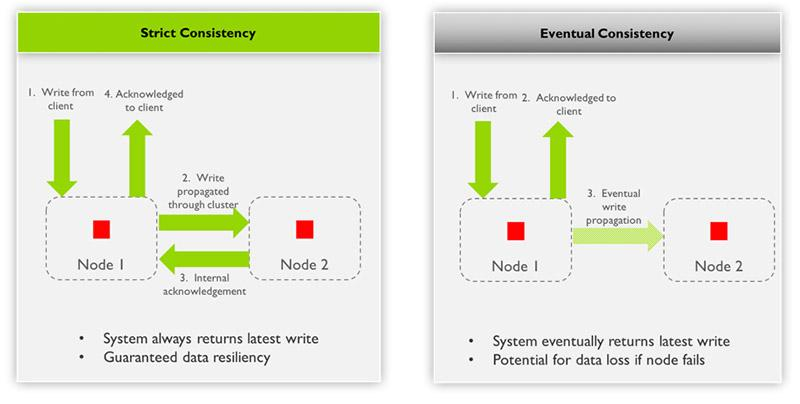 Strict Consistency
1. Write from
client
4. Acknowledged
to client
2. Write
propagated
through cluster
Node 1
Node 2
3. Internal
acknowledgement
• System always returns latest write
• Guaranteed data resiliency
Eventual Consistency
1. Write from
client
2. Acknowledged to
client
3. Eventual
write
propagation
Node 1
Node 2
• System eventually returns latest write
• Potential for data loss if node fails